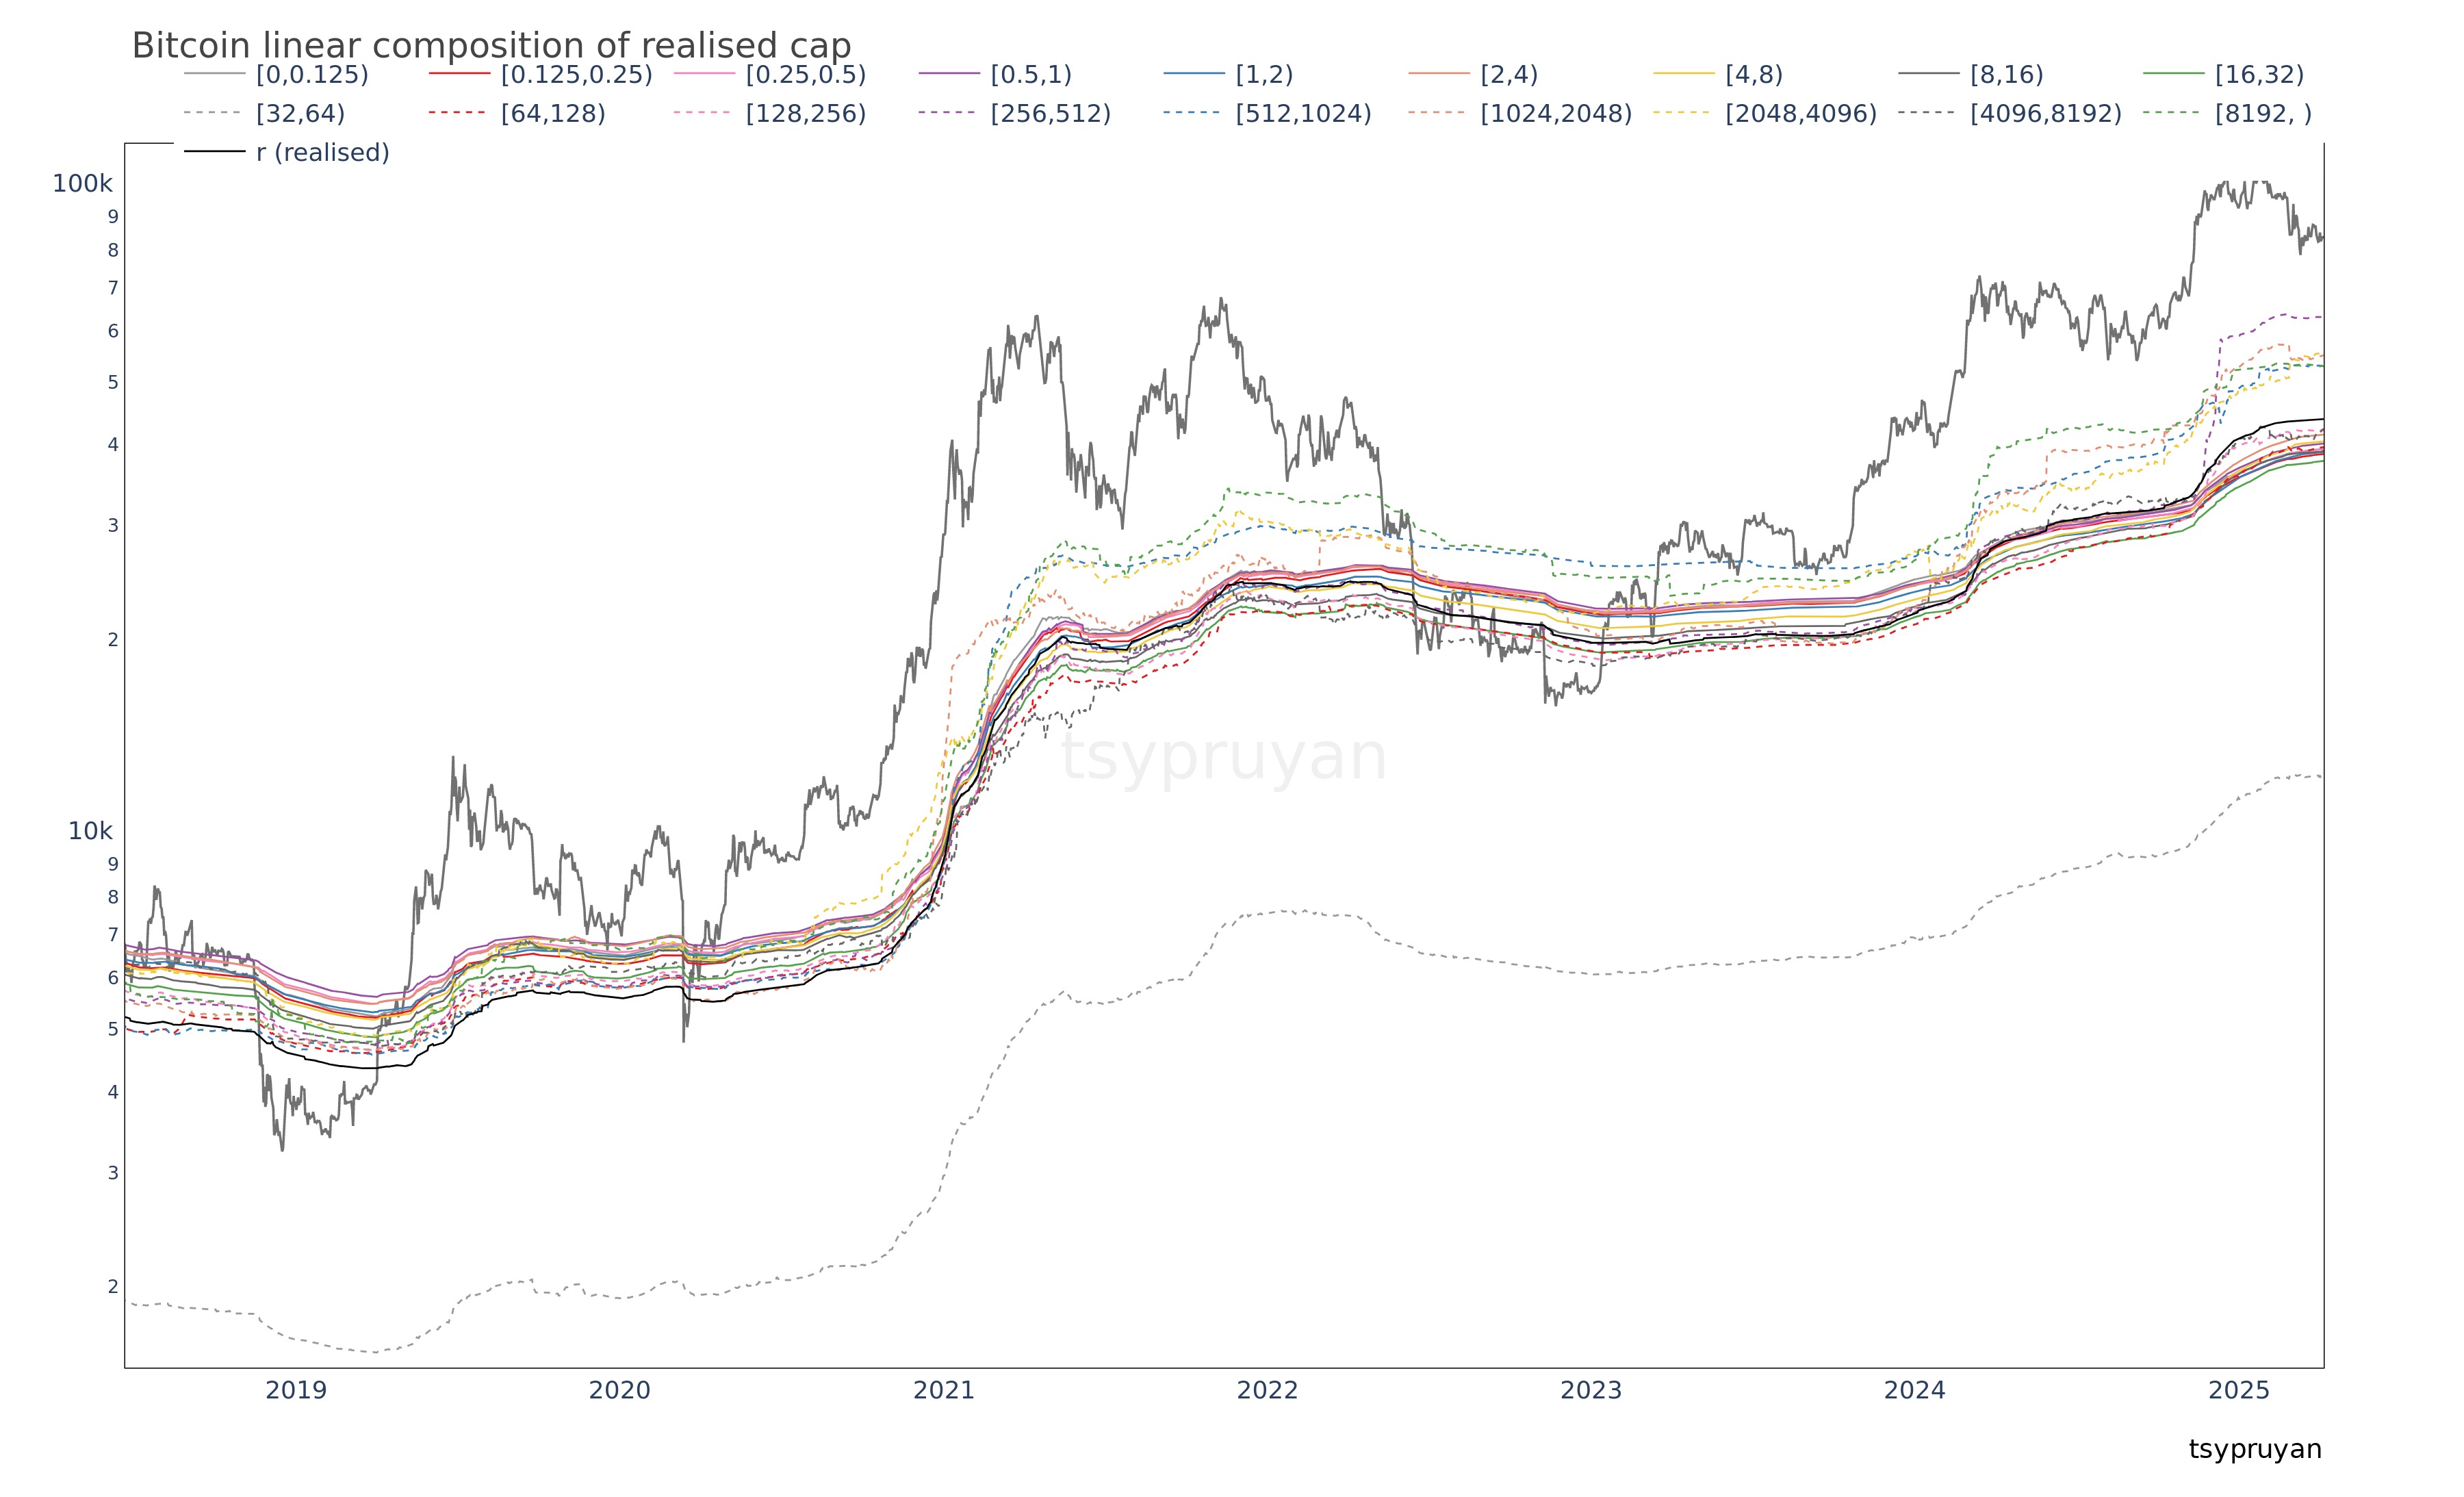 Bitcoin linear composition of realised cap
[0,0.125) [0.125,0.25) [0.25,0.5) [0.5,1) [1,2) [2,4) [4,8) [8,16) [16,32)
[32,64) [64,128) [128,256) [256,512) [512,1024) [1024,2048) [2048,4096) [4096,8192) [8192, )
r (realised)
100k
9
8
7
6
5
4
3
2
tsypruyan
10k
9
8
7
6
5
4
3
2
2019 2020 2021 2022 2023 2024 2025
tsypruyan